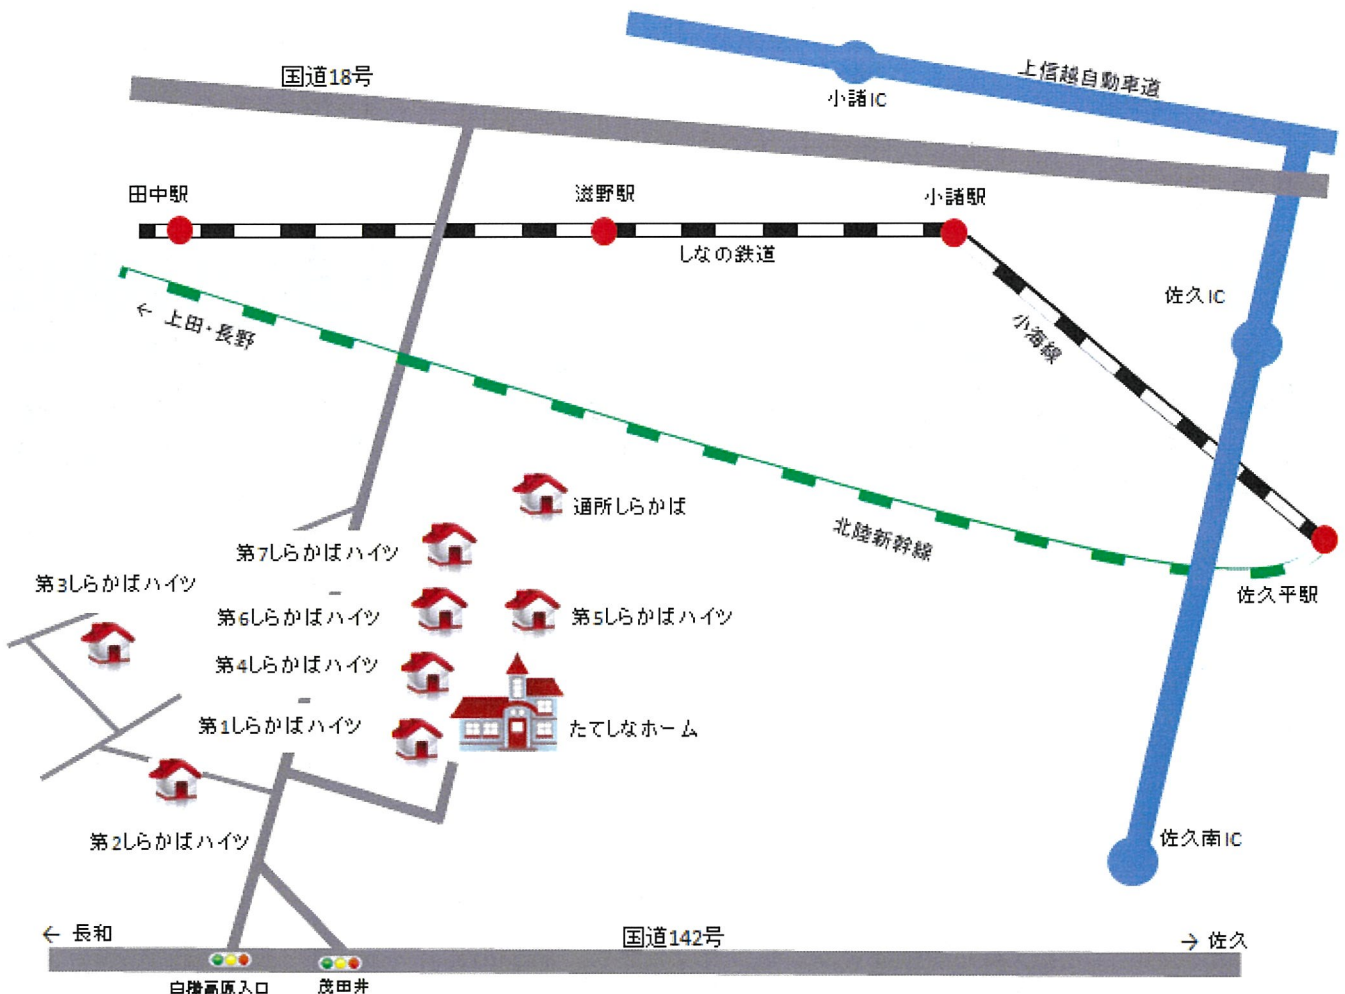 国道18号
上信越自動車道
小諸IC
田中駅
滋野駅
小諸駅
しなの鉄道
佐久IC
← 上田・長野
小海線
通所しらかば
北陸新幹線
第7しらかばハイツ
第3しらかばハイツ
佐久平駅
第6しらかばハイツ
第5しらかばハイツ
第4しらかばハイツ
第1しらかばハイツ
たてしなホーム
第2しらかばハイツ
佐久南IC
← 長和
国道142号
→ 佐久
白樺高原入口
茂田井